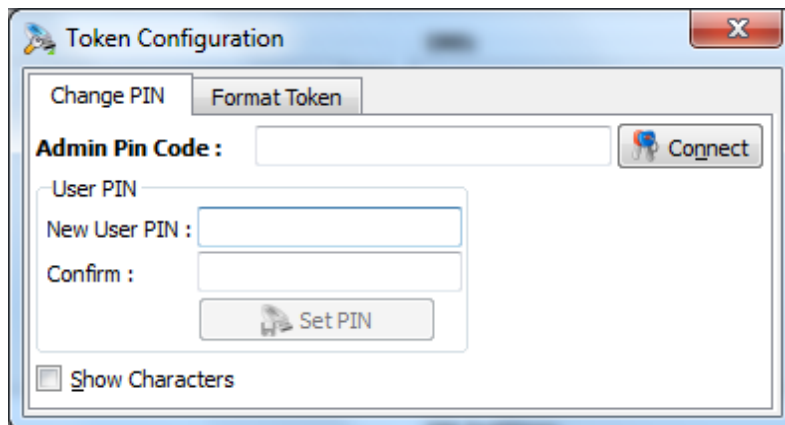 Token Configuration
Change PIN
Format Token
Admin Pin Code :
Connect
User PIN
New User PIN :
Confirm :
Set PIN
Show Characters